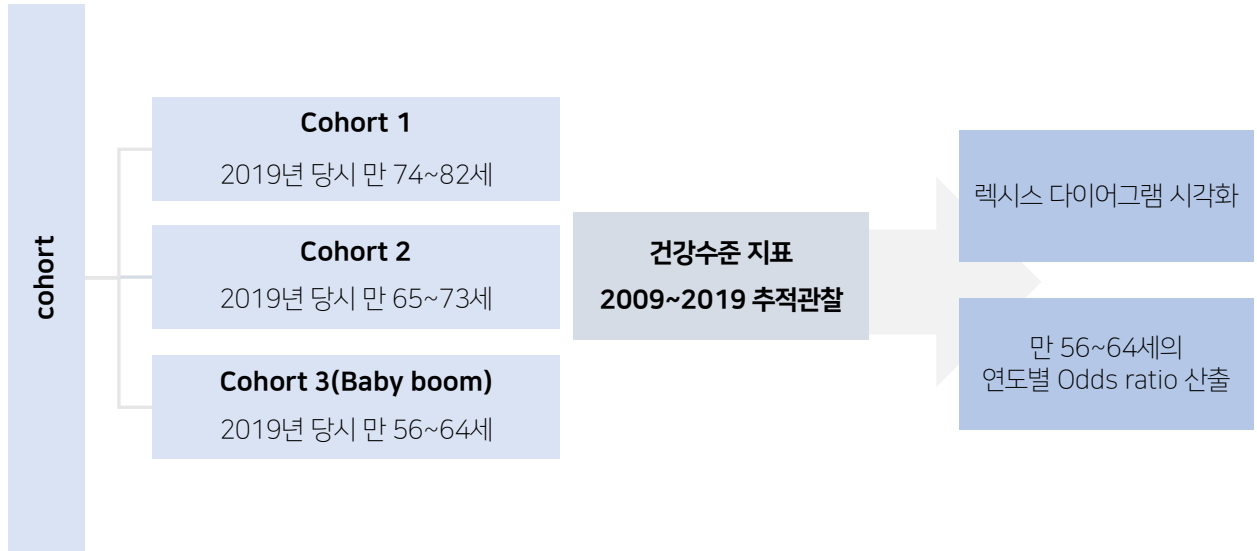 cohort
Cohort 1
2019년 당시 만 74~82세
Cohort 2
2019년 당시 만 65~73세
Cohort 3(Baby boom)
2019년 당시 만 56~64세
건강수준 지표
2009~2019 추적관찰
렉시스 다이어그램 시각화
만 56~64세의
연도별 Odds ratio 산출